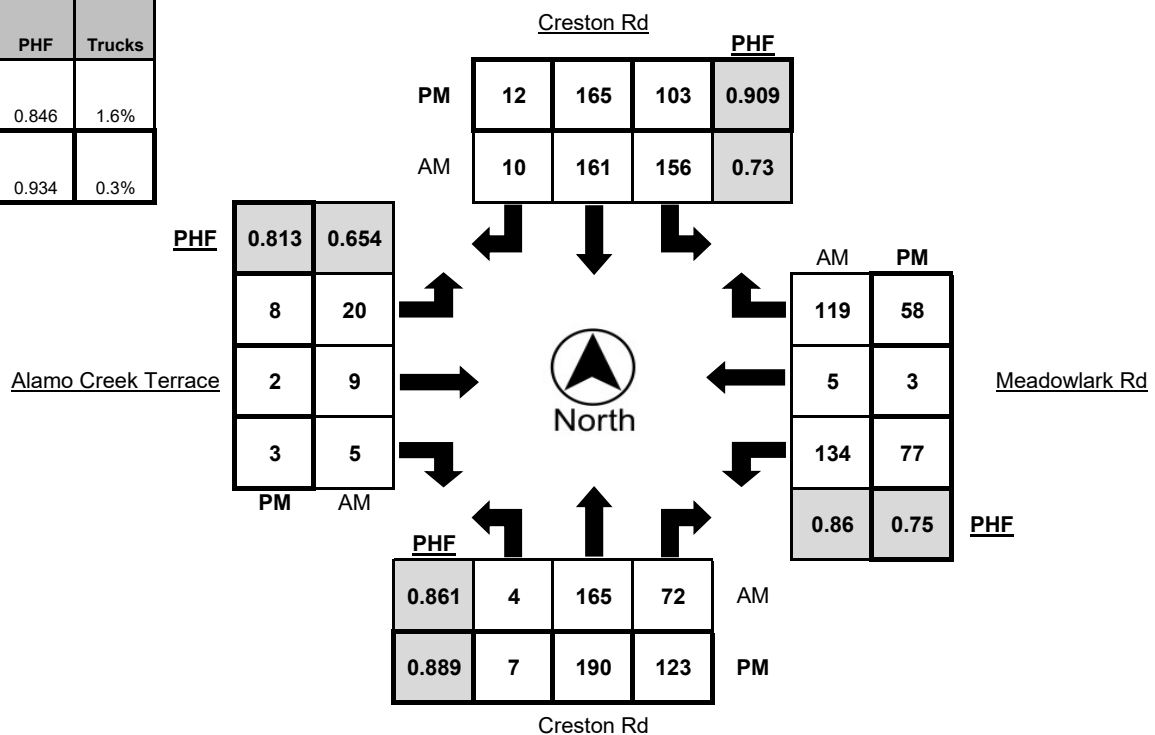 PHF Trucks
0.846 1.6%
0.934 0.3%
Creston Rd
PHF
PM 12 165 103 0.909
AM 10 161 156 0.73
PHF 0.813 0.654
8 20
Alamo Creek Terrace 2 9
3 5
PM AM
North
AM PM
119 58
5 3 Meadowlark Rd
134 77
0.86 0.75 PHF
PHF
0.861 4 165 72 AM
0.889 7 190 123 PM
Creston Rd